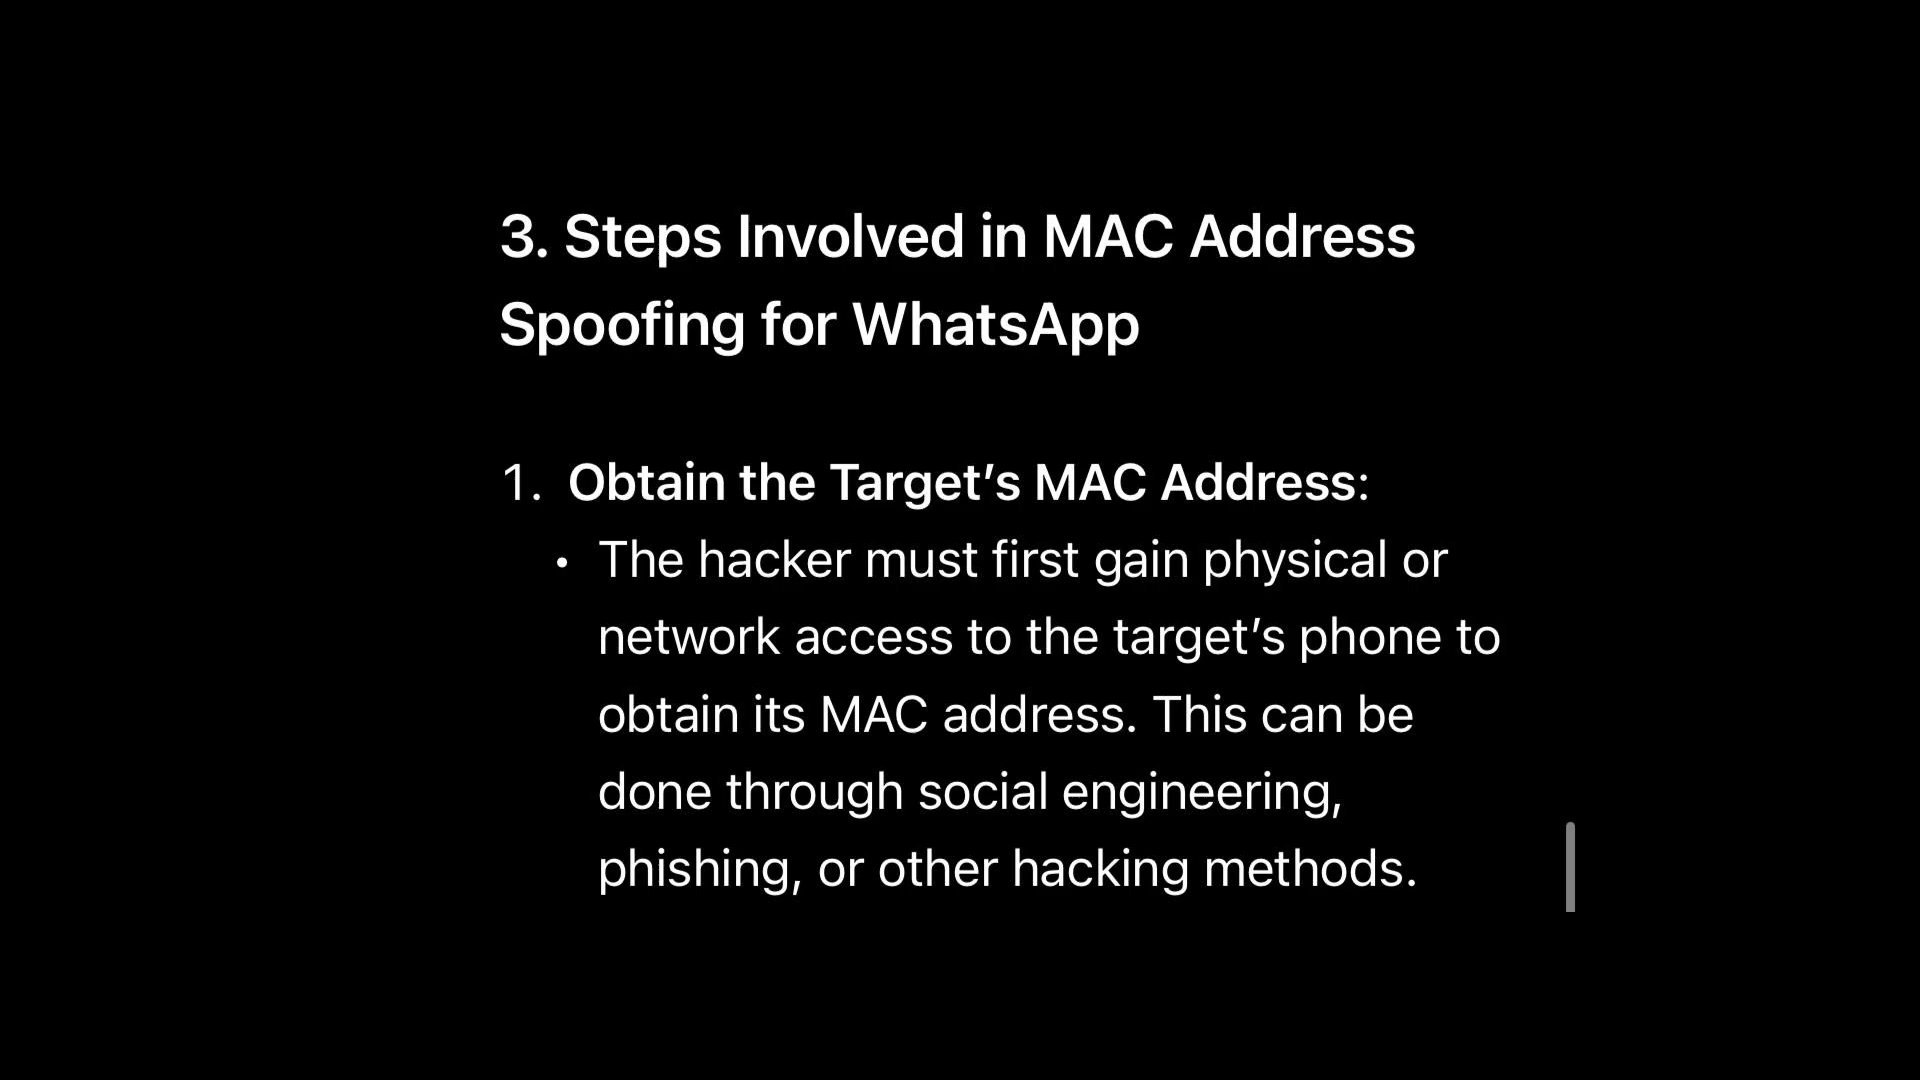 3. Steps Involved in MAC Address
Spoofing for WhatsApp
1. Obtain the Target’s MAC Address:
• The hacker must first gain physical or
network access to the target’s phone to
obtain its MAC address. This can be
done through social engineering,
phishing, or other hacking methods.